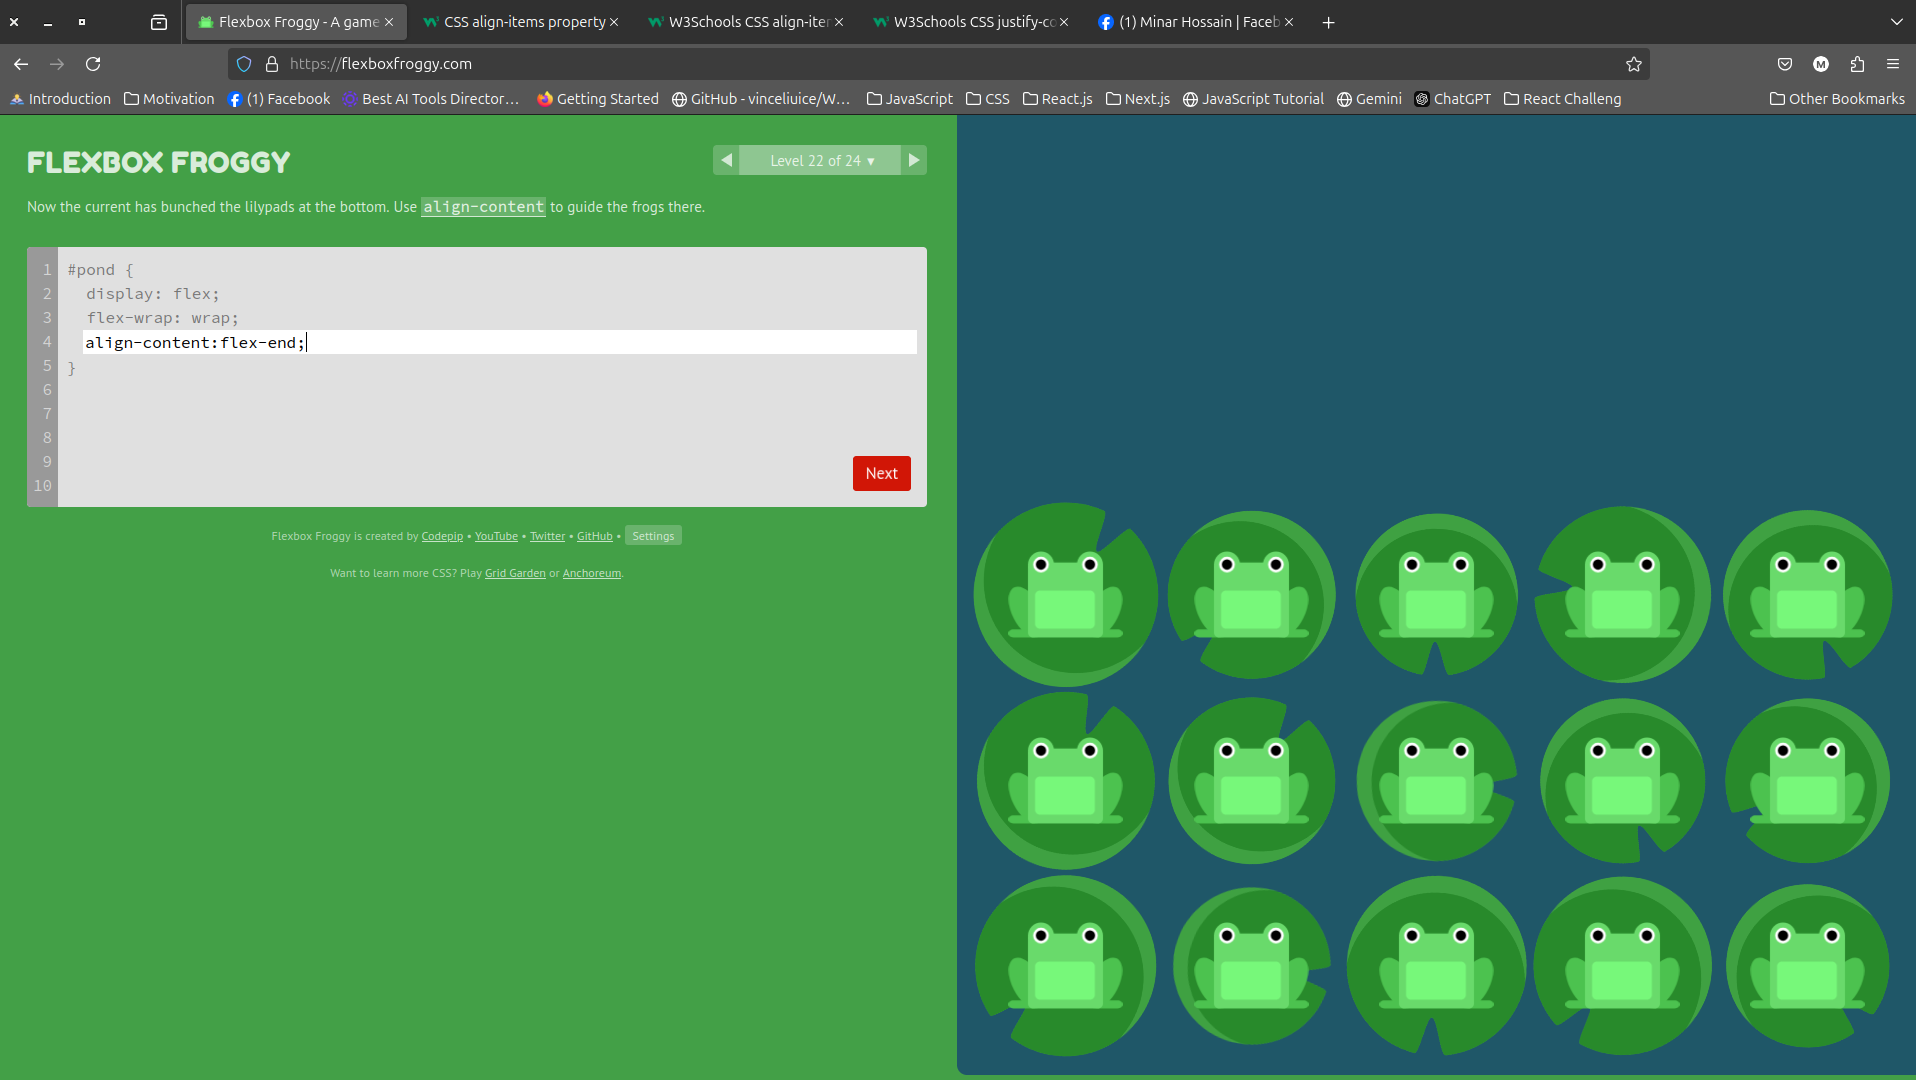 Flexbox Froggy - A game
CSS align-items property
W3Schools CSS align-iter
W3Schools CSS justify-co
(1) Minar Hossain | Faceb
https://flexboxfroggy.com
M
Introduction
Motivation
(1) Facebook
Best AI Tools Director…
Getting Started
GitHub - vinceliuice/W…
JavaScript
CSS
React.js
Next.js
JavaScript Tutorial
Gemini
ChatGPT
React Challeng
Other Bookmarks
FLEXBOX FROGGY
◀ Level 22 of 24 ▾ ▶
Now the current has bunched the lilypads at the bottom. Use align-content to guide the frogs there.
1 #pond {
2 display: flex;
3 flex-wrap: wrap;
4 align-content:flex-end;
5 }
6
7
8
9
10
Next
Flexbox Froggy is created by Codepip • YouTube • Twitter • GitHub • Settings
Want to learn more CSS? Play Grid Garden or Anchoreum.